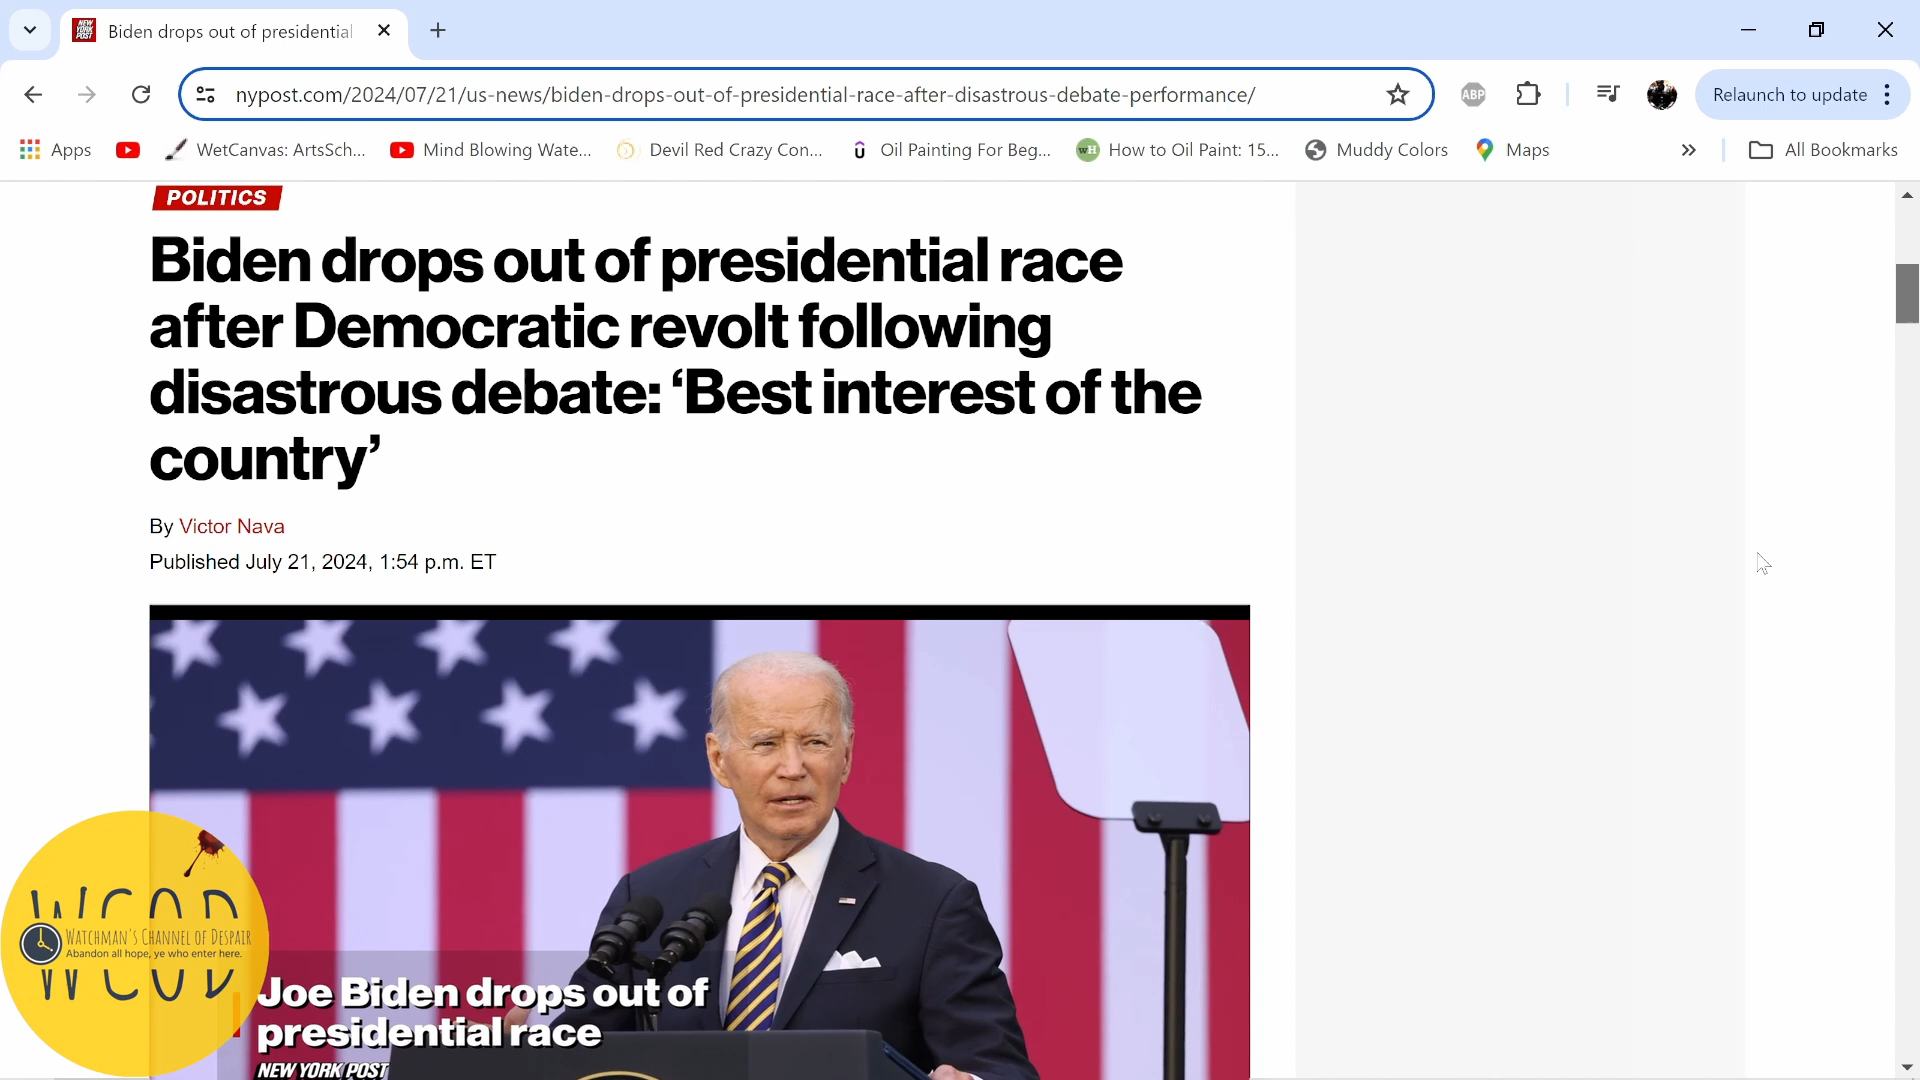 Biden drops out of presidential
nypost.com/2024/07/21/us-news/biden-drops-out-of-presidential-race-after-disastrous-debate-performance/
ABP
Relaunch to update
Apps
WetCanvas: ArtsSch...
Mind Blowing Wate...
Devil Red Crazy Con...
Oil Painting For Beg...
How to Oil Paint: 15...
Muddy Colors
Maps
All Bookmarks
POLITICS
Biden drops out of presidential race
after Democratic revolt following
disastrous debate: ‘Best interest of the
country’
By Victor Nava
Published July 21, 2024, 1:54 p.m. ET
WCOD
Watchman's Channel of Despair
Abandon all hope, ye who enter here.
WCOD
Joe Biden drops out of
presidential race
NEW YORK POST